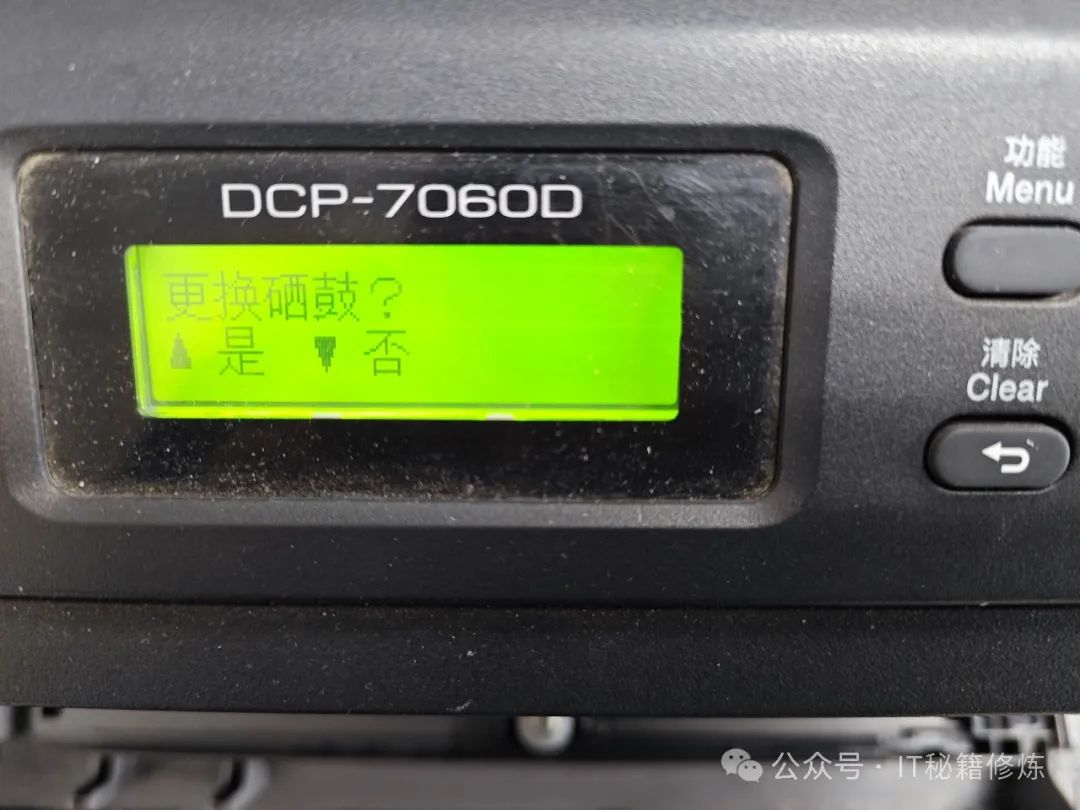 DCP-7060D
更换硒鼓?
▲ 是 ▼ 否
功能
Menu
清除
Clear
公众号·IT秘籍修炼